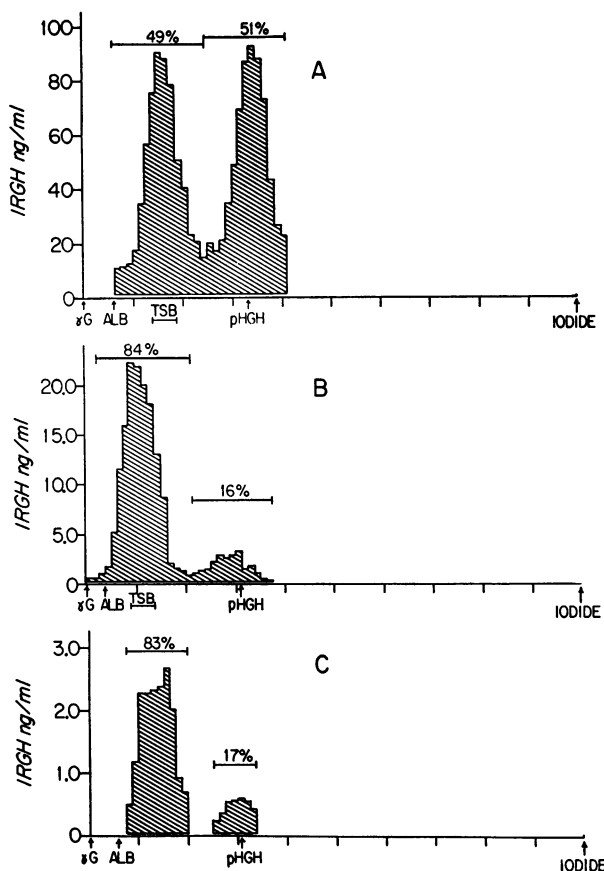 49% 51%
A
100
80
60
40
20
0
IRGH ng/ml
γG ALB TSB pHGH IODIDE
84%
B
20.0
15.0
10.0
5.0
0
16%
IRGH ng/ml
γG ALB TSB pHGH IODIDE
83%
C
3.0
2.0
1.0
0
17%
IRGH ng/ml
γG ALB pHGH IODIDE